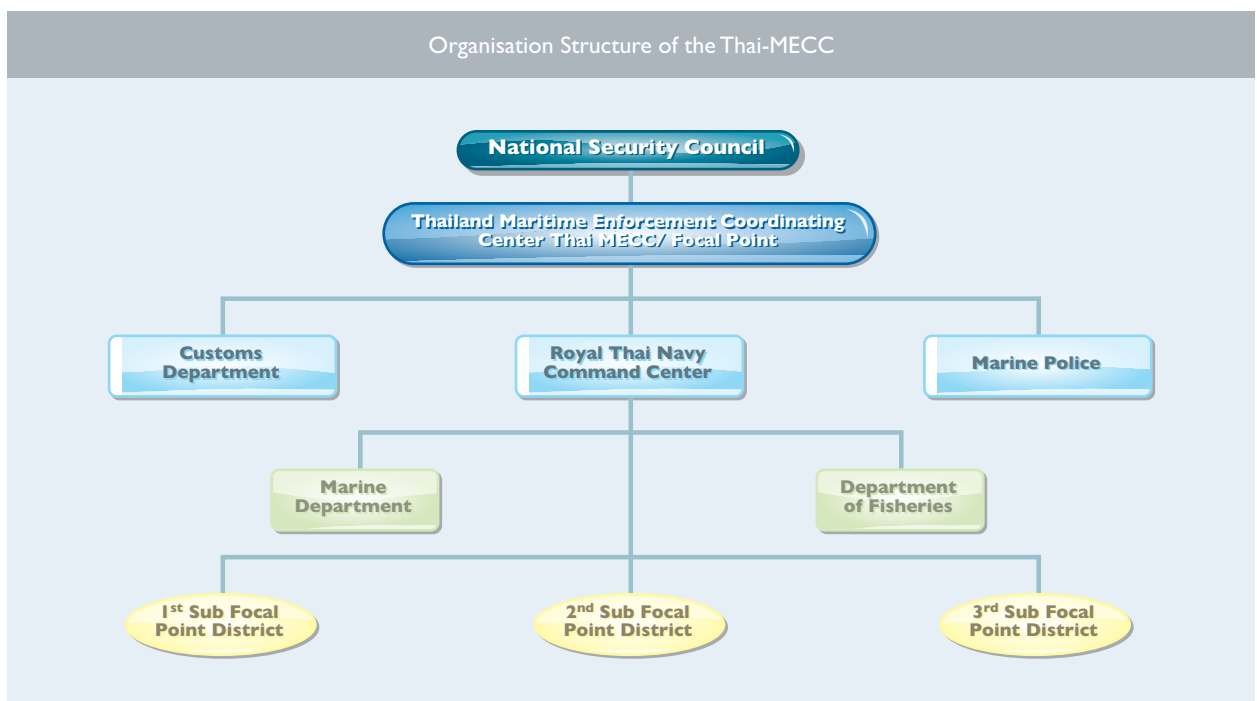 Organisation Structure of the Thai-MECC
National Security Council
Thailand Maritime Enforcement Coordinating
Center Thai MECC/ Focal Point
Customs
Department
Royal Thai Navy
Command Center
Marine Police
Marine
Department
Department
of Fisheries
1st Sub Focal
Point District
2nd Sub Focal
Point District
3rd Sub Focal
Point District